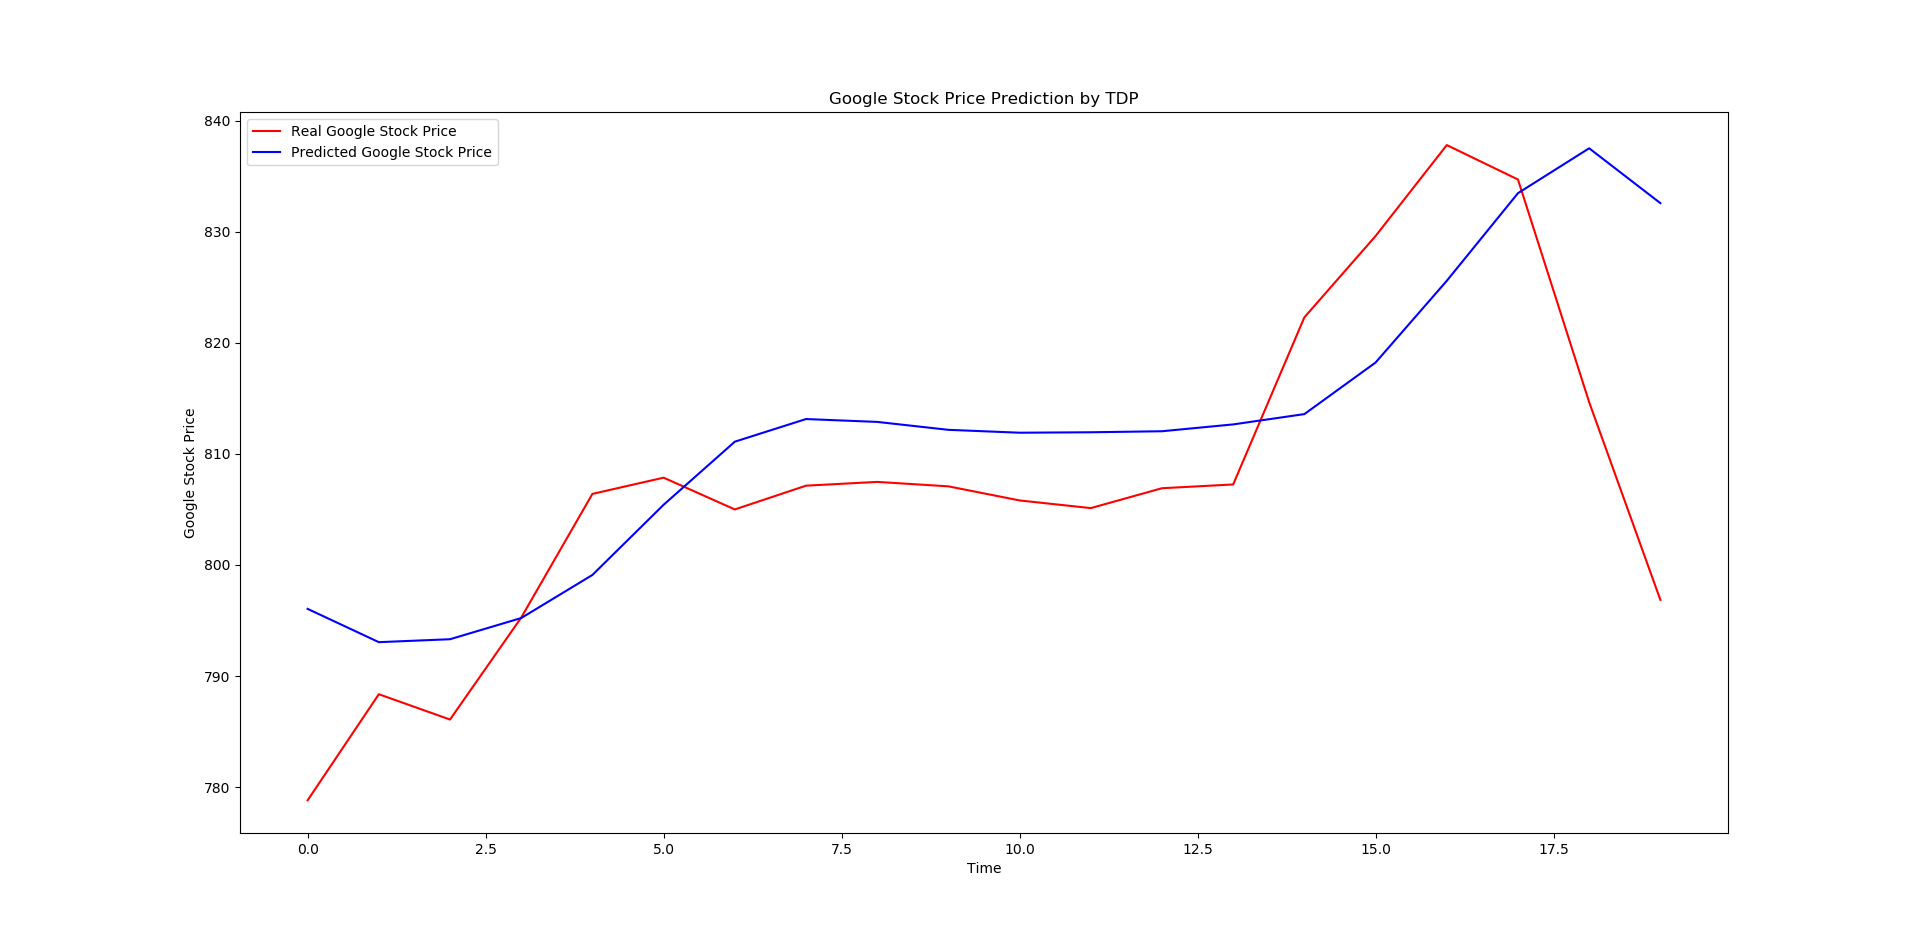 Google Stock Price Prediction by TDP
Real Google Stock Price
Predicted Google Stock Price
840
830
820
810
800
790
780
Google Stock Price
0.0 2.5 5.0 7.5 10.0 12.5 15.0 17.5
Time